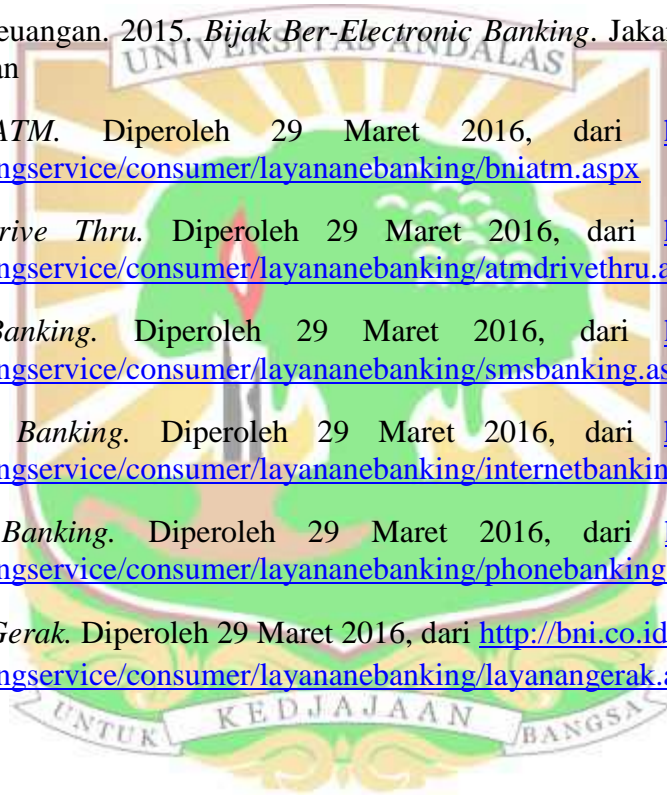 euangan. 2015. Bijak Ber-Electronic Banking. Jakar
an
UNIVERSITAS ANDALAS
ATM. Diperoleh 29 Maret 2016, dari
ngservice/consumer/layananebanking/bniatm.aspx
rive Thru. Diperoleh 29 Maret 2016, dari
ngservice/consumer/layananebanking/atmdrivethru.a
Banking. Diperoleh 29 Maret 2016, dari
ngservice/consumer/layananebanking/smsbanking.as
Banking. Diperoleh 29 Maret 2016, dari
ngservice/consumer/layananebanking/internetbankin
Banking. Diperoleh 29 Maret 2016, dari
ngservice/consumer/layananebanking/phonebanking
Gerak. Diperoleh 29 Maret 2016, dari http://bni.co.id
ngservice/consumer/layananebanking/layanangerak.a
UNTUK KEDJAJAAN BANGSA